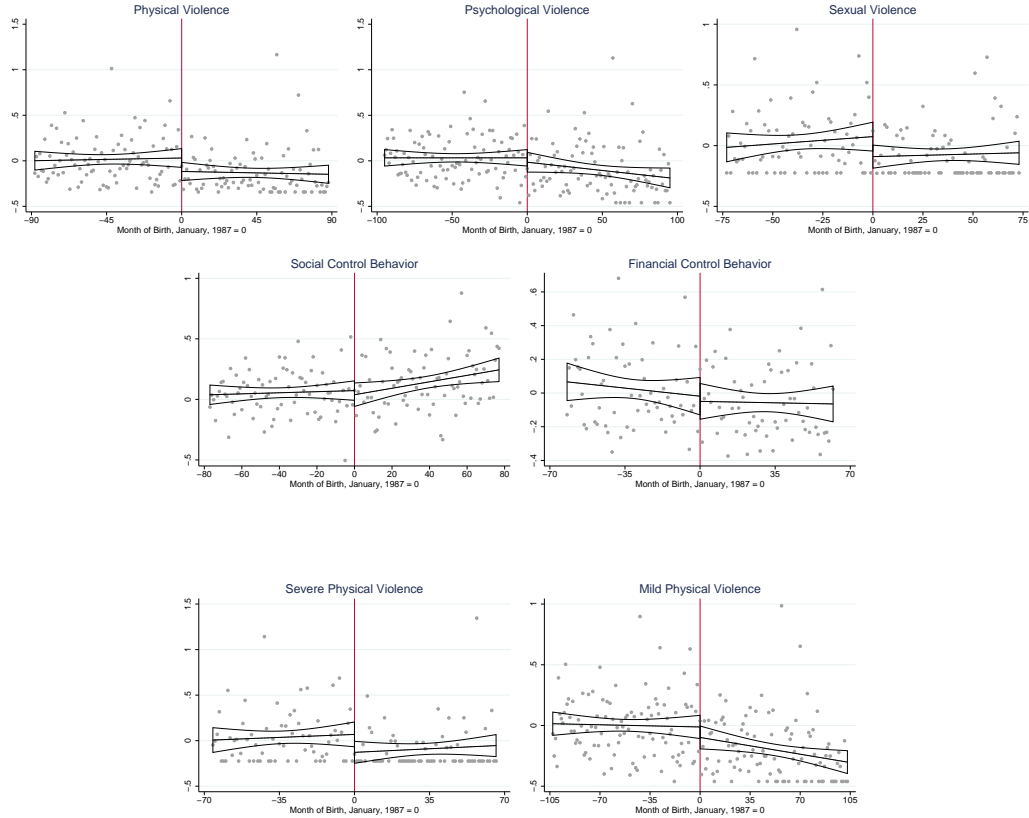 Physical Violence
1.5
1
.5
0
-.5
−90 −45 0 45 90
Month of Birth, January, 1987 = 0
Psychological Violence
1.5
1
.5
0
-.5
−100 −50 0 50 100
Month of Birth, January, 1987 = 0
Sexual Violence
1
.5
0
-.5
−75 −50 −25 0 25 50 75
Month of Birth, January, 1987 = 0
Social Control Behavior
1
.5
0
-.5
−80 −60 −40 −20 0 20 40 60 80
Month of Birth, January, 1987 = 0
Financial Control Behavior
.6
.4
.2
0
-.2
-.4
−70 −35 0 35 70
Month of Birth, January, 1987 = 0
Severe Physical Violence
1.5
1
.5
0
-.5
−70 −35 0 35 70
Month of Birth, January, 1987 = 0
Mild Physical Violence
1
.5
0
-.5
−105 −70 −35 0 35 70 105
Month of Birth, January, 1987 = 0